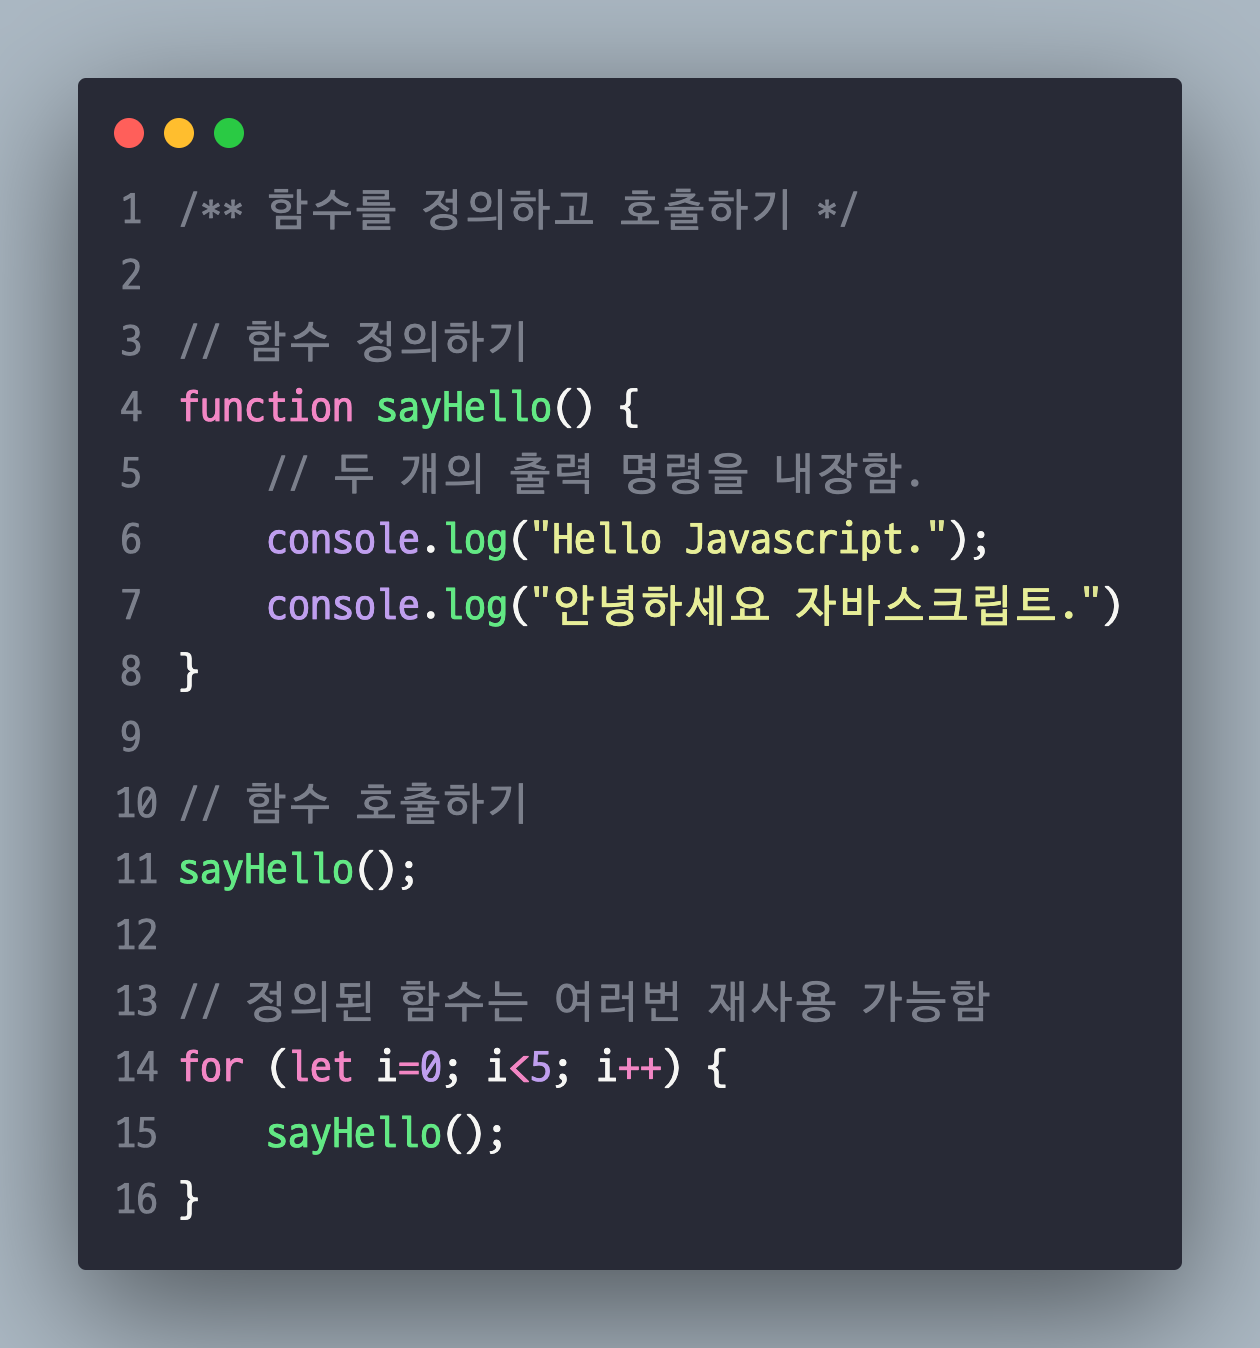 1 /** 함수를 정의하고 호출하기 */
2
3 // 함수 정의하기
4 function sayHello() {
5     // 두 개의 출력 명령을 내장함.
6     console.log("Hello Javascript.");
7     console.log("안녕하세요 자바스크립트.")
8 }
9
10 // 함수 호출하기
11 sayHello();
12
13 // 정의된 함수는 여러번 재사용 가능함
14 for (let i=0; i<5; i++) {
15     sayHello();
16 }